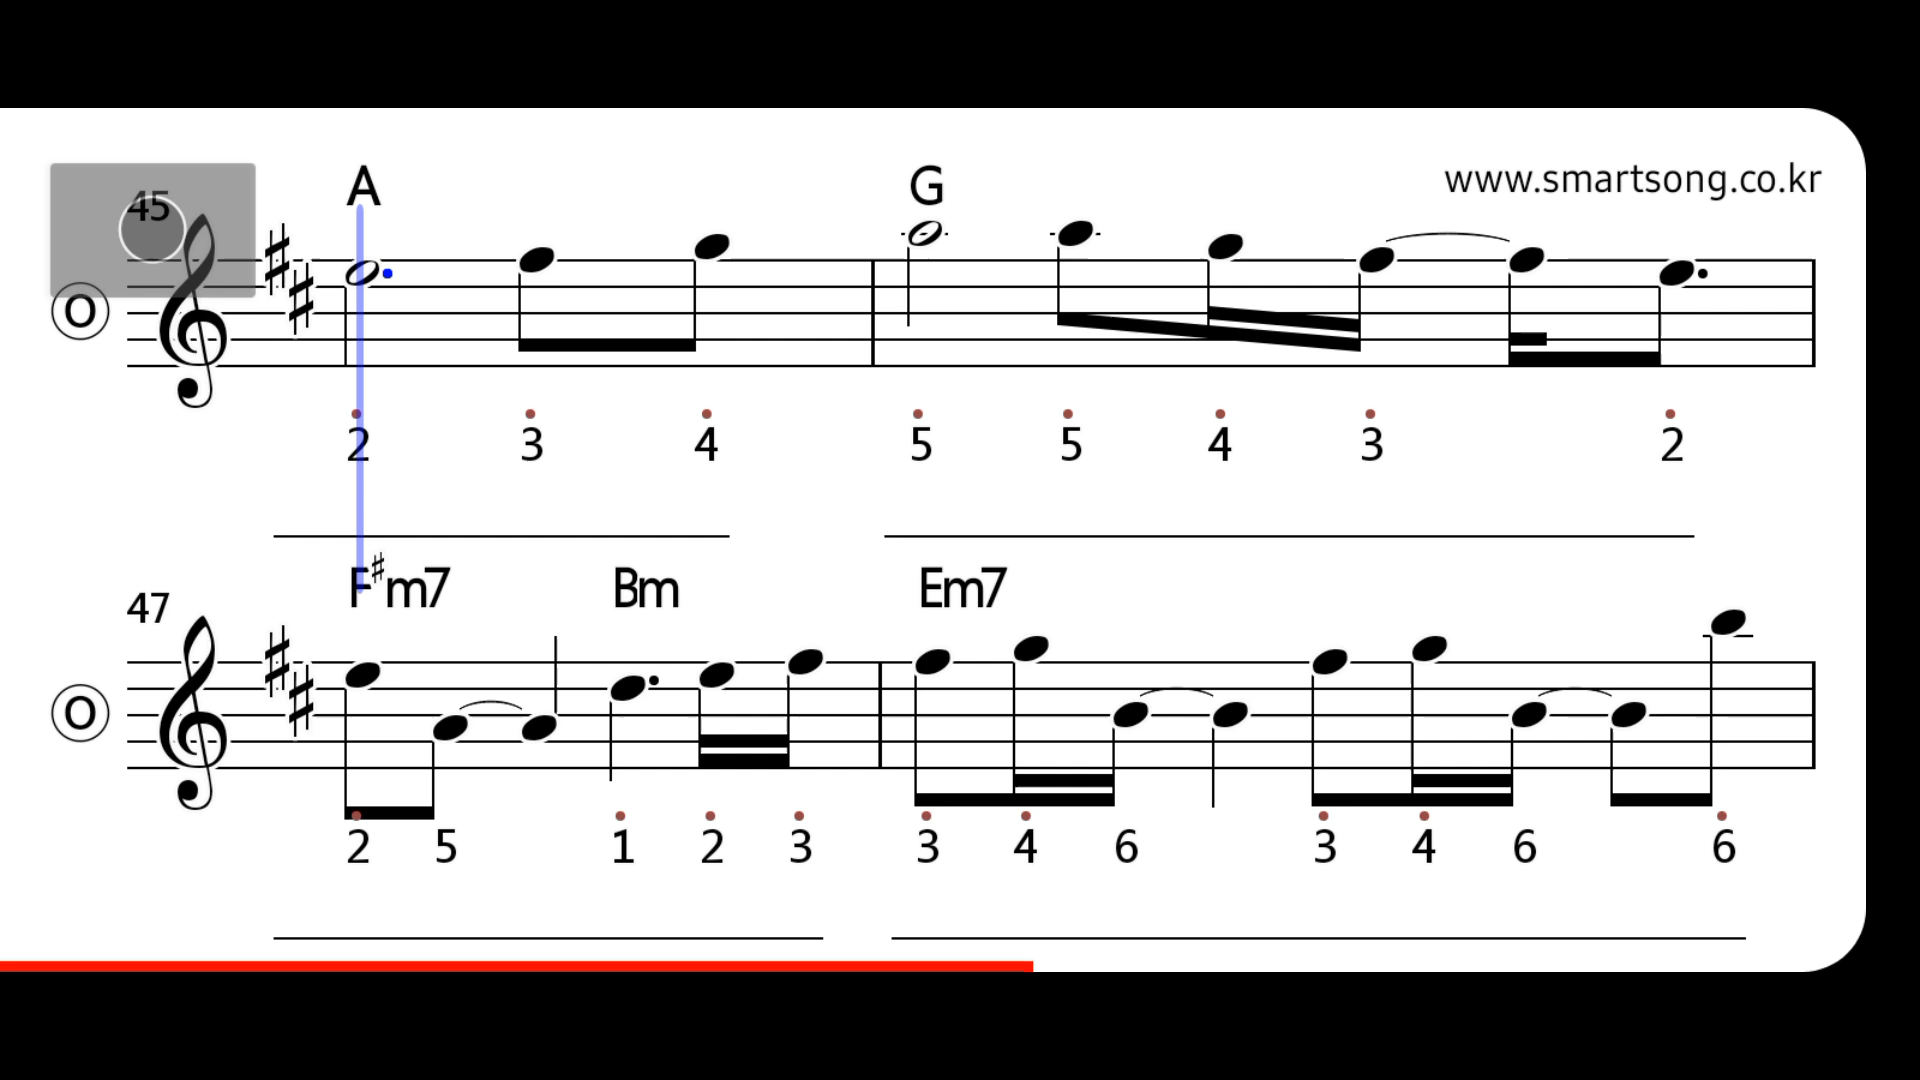 www.smartsong.co.kr
45
A G
O
2 3 4 5 5 4 3 2
47
F♯m7 Bm Em7
O
2 5 1 2 3 3 4 6 3 4 6 6